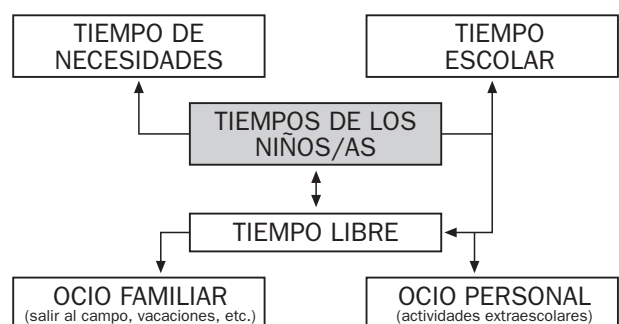 TIEMPO DE
NECESIDADES
TIEMPO
ESCOLAR
TIEMPOS DE LOS
NIÑOS/AS
TIEMPO LIBRE
OCIO FAMILIAR
(salir al campo, vacaciones, etc.)
OCIO PERSONAL
(actividades extraescolares)